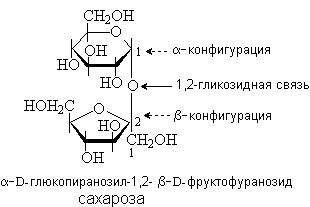 CH₂OH
O
HO OH
HO
OH
1
α-конфигурация
O
1,2-гликозидная связь
HOH₂C
O
2
β-конфигурация
HO
CH₂OH
OH
1
α-D-глюкопиранозил-1,2- β-D-фруктофуранозид
сахароза